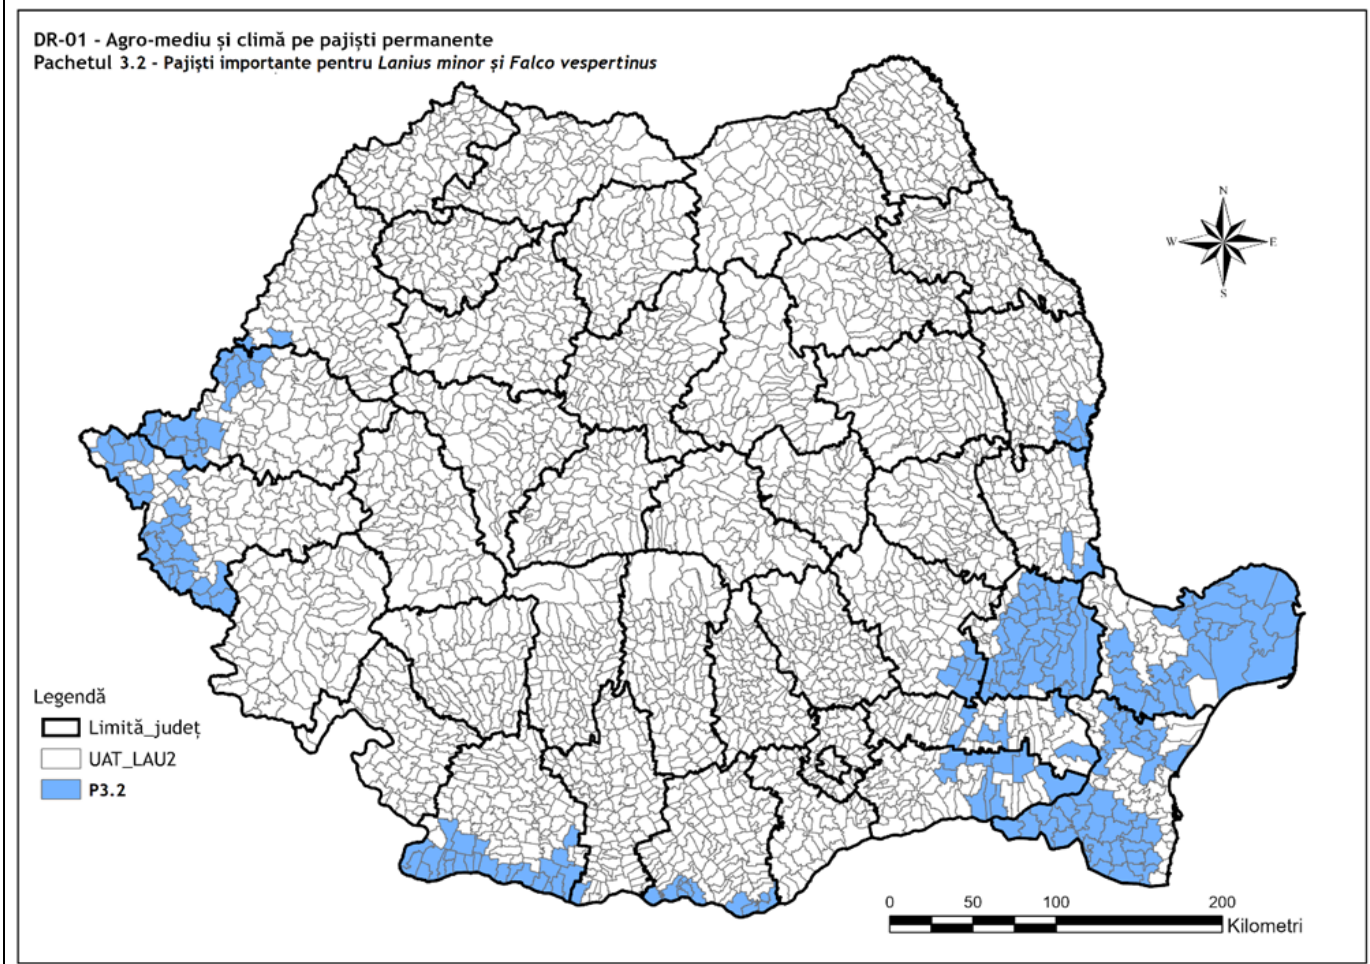 DR-01 - Agro-mediu și climă pe pajiști permanente
Pachetul 3.2 - Pajiști importante pentru Lanius minor și Falco vespertinus
N
W E
S
Legendă
Limită_județ
UAT_LAU2
P3.2
0 50 100 200
Kilometri